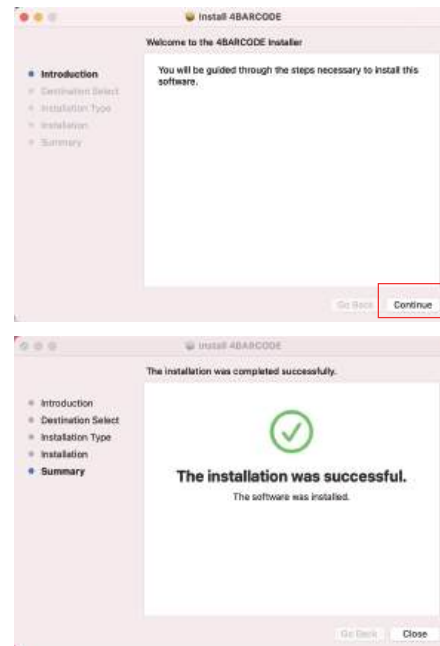 Install 4BARCODE
Welcome to the 4BARCODE Installer
Introduction
Destination Select
Installation Type
Installation
Summary
You will be guided through the steps necessary to install this
software.
Go Back
Continue
Install 4BARCODE
The installation was completed successfully.
Introduction
Destination Select
Installation Type
Installation
Summary
The installation was successful.
The software was installed.
Go Back
Close